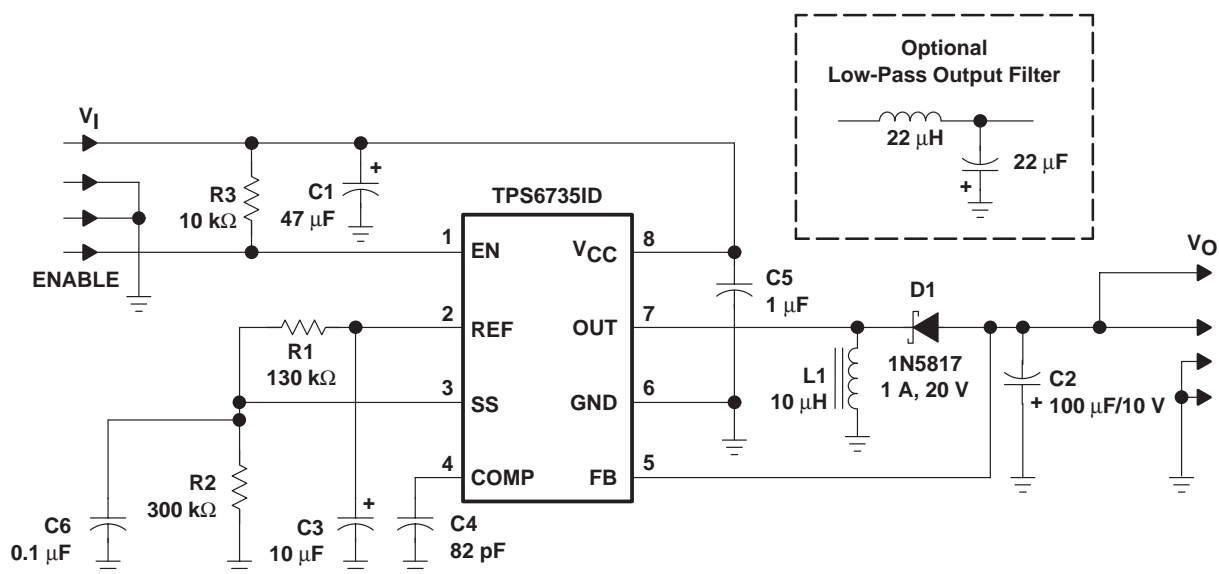 Optional
Low-Pass Output Filter
22 μH
22 μF
+
VI
R3
10 kΩ
C1
47 μF
+
ENABLE
TPS6735ID
1
EN
2
REF
3
SS
4
COMP
8
VCC
7
OUT
6
GND
5
FB
R1
130 kΩ
R2
300 kΩ
C6
0.1 μF
C3
10 μF
+
C4
82 pF
C5
1 μF
D1
1N5817
1 A, 20 V
L1
10 μH
C2
+ 100 μF/10 V
VO